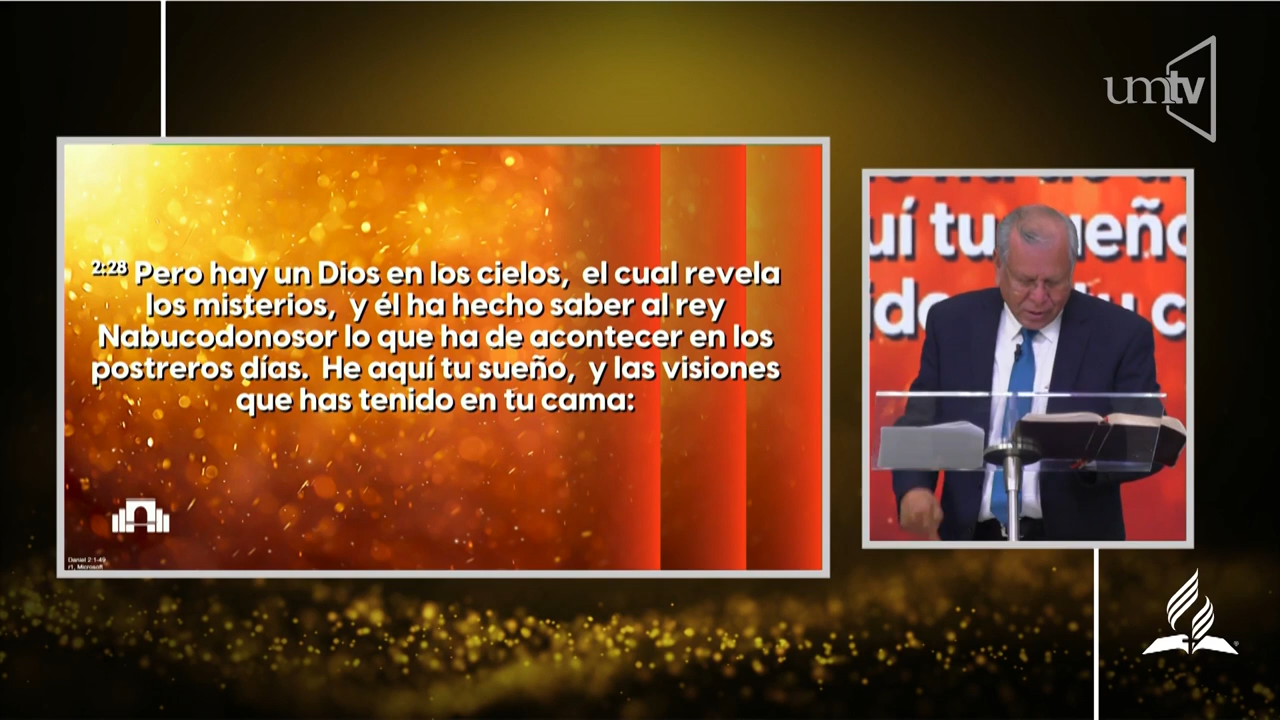 umtv
2:28 Pero hay un Dios en los cielos, el cual revela
los misterios, y él ha hecho saber al rey
Nabucodonosor lo que ha de acontecer en los
postreros días. He aquí tu sueño, y las visiones
que has tenido en tu cama:
Daniel 2:1-49
r1, Microsoft
uí tu sueño